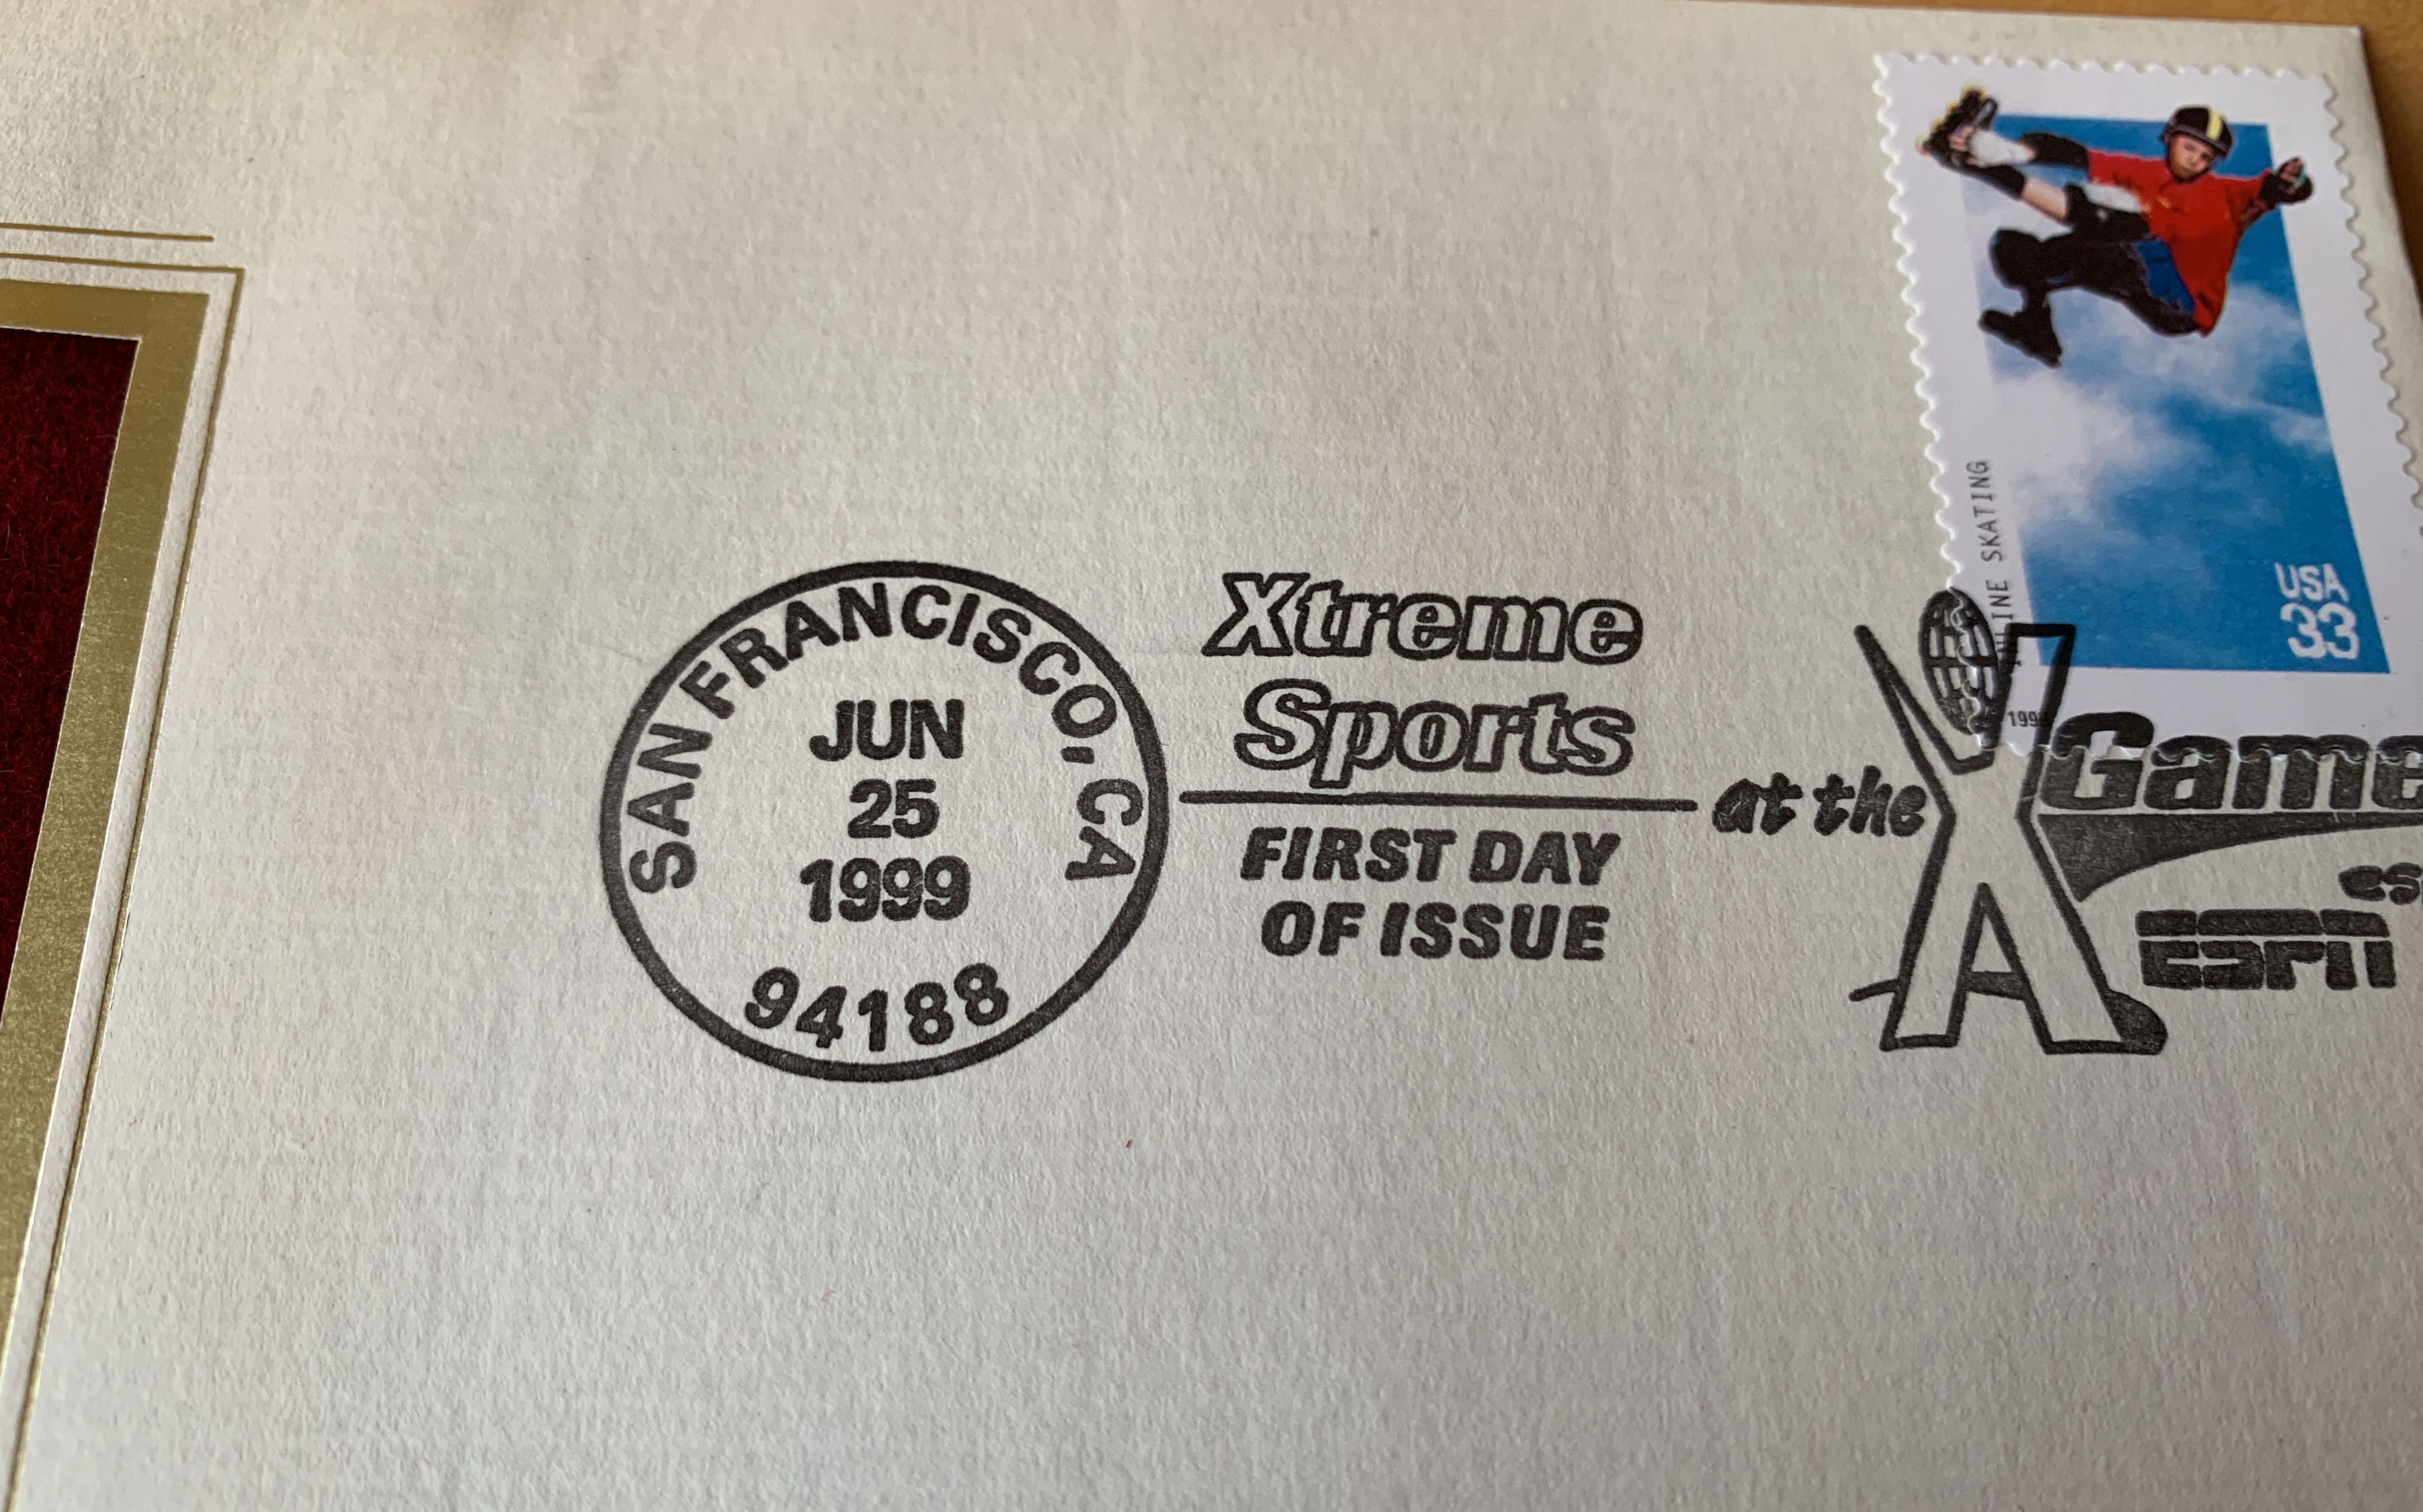 INLINE SKATING
USA
33
SAN FRANCISCO, CA
JUN
25
1999
94188
Xtreme
Sports
FIRST DAY
OF ISSUE
at the
X Game
ESPN